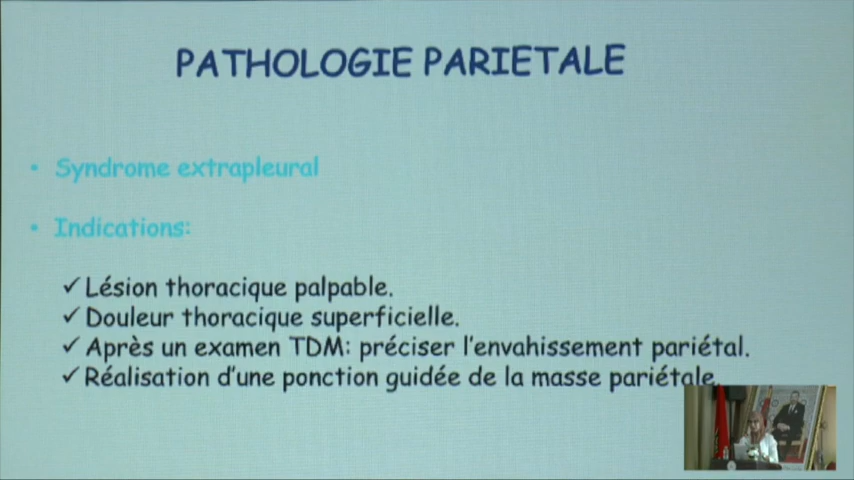 PATHOLOGIE PARIETALE
• Syndrome extrapleural
• Indications:
✓ Lésion thoracique palpable.
✓ Douleur thoracique superficielle.
✓ Après un examen TDM: préciser l'envahissement pariétal.
✓ Réalisation d'une ponction guidée de la masse pariétale.